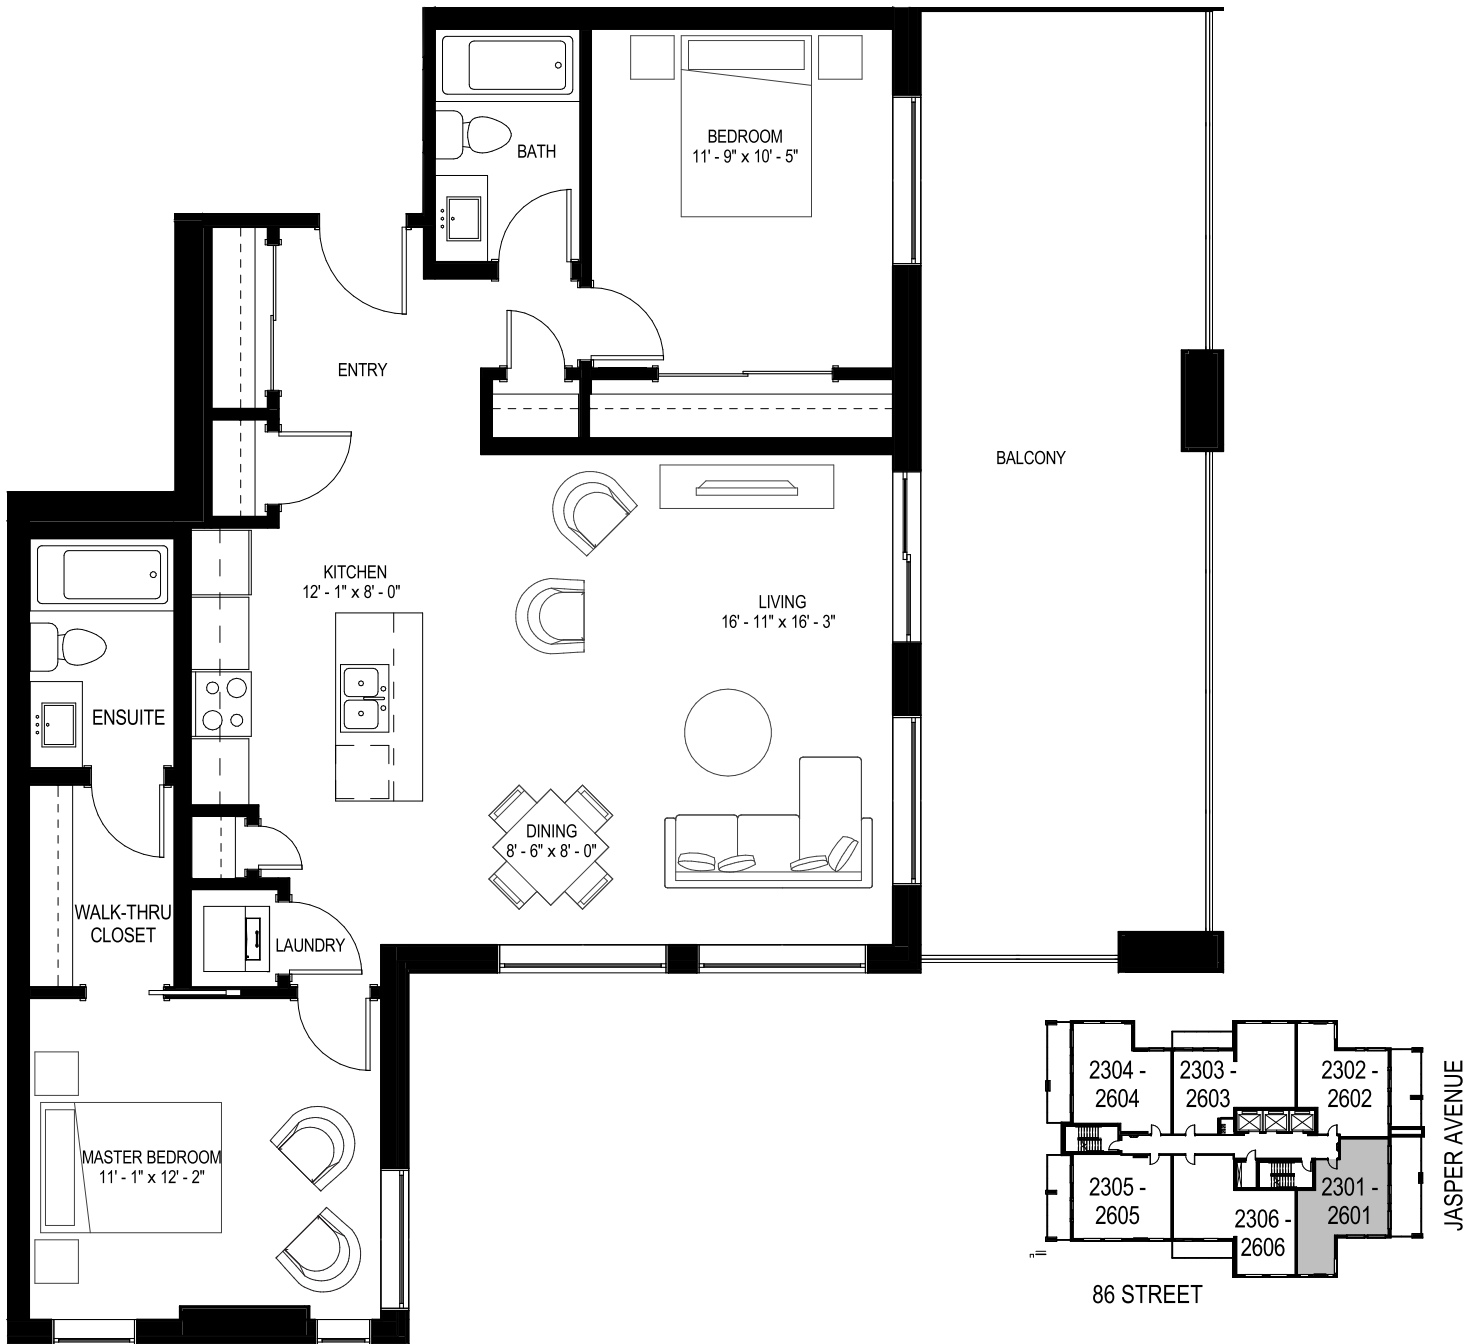 BEDROOM
11' - 9" x 10' - 5"
BATH
ENTRY
BALCONY
KITCHEN
12' - 1" x 8' - 0"
LIVING
16' - 11" x 16' - 3"
ENSUITE
DINING
8' - 6" x 8' - 0"
WALK-THRU
CLOSET
LAUNDRY
MASTER BEDROOM
11' - 1" x 12' - 2"
2304 -
2604
2303 -
2603
2302 -
2602
2305 -
2605
2306 -
2606
2301 -
2601
JASPER AVENUE
86 STREET